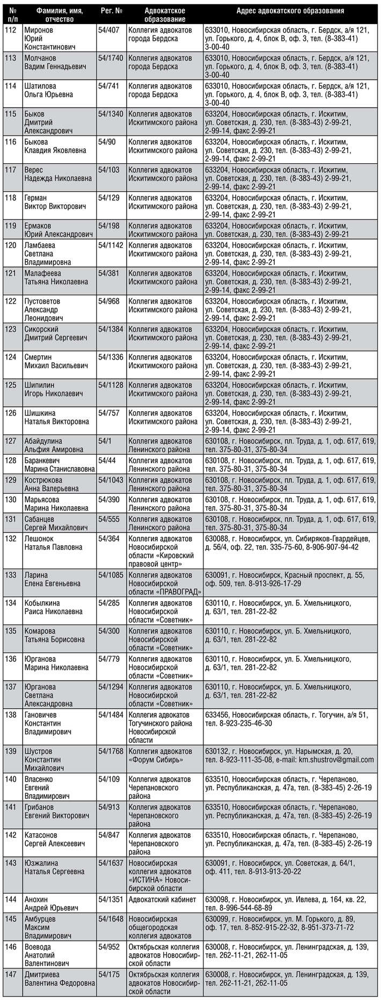 № п/п Фамилия, имя, отчество Рег. № Адвокатское образование Адрес адвокатского образования
112 Миронов 54/407 Коллегия адвокатов 633010, Новосибирская область, г. Бердск, а/я 121,
Юрий города Бердска ул. Горького, д. 4, блок В, оф. 3, тел. (8-383-41)
Константинович 3-00-40
113 Молчанов 54/1740 Коллегия адвокатов 633010, Новосибирская область, г. Бердск, а/я 121,
Вадим Геннадьевич города Бердска ул. Горького, д. 4, блок В, оф. 3, тел. (8-383-41)
3-00-40
114 Шатилова 54/741 Коллегия адвокатов 633010, Новосибирская область, г. Бердск, а/я 121,
Ольга Юрьевна города Бердска ул. Горького, д. 4, блок В, оф. 3, тел. (8-383-41)
3-00-40
115 Быков 54/1340 Коллегия адвокатов 633204, Новосибирская область, г. Искитим,
Дмитрий Искитимского района ул. Советская, д. 230, тел. (8-383-43) 2-99-21,
Александрович 2-99-14, факс 2-99-21
116 Быкова 54/90 Коллегия адвокатов 633204, Новосибирская область, г. Искитим,
Клавдия Яковлевна Искитимского района ул. Советская, д. 230, тел. (8-383-43) 2-99-21,
2-99-14, факс 2-99-21
117 Верес 54/103 Коллегия адвокатов 633204, Новосибирская область, г. Искитим,
Надежда Николаевна Искитимского района ул. Советская, д. 230, тел. (8-383-43) 2-99-21,
2-99-14, факс 2-99-21
118 Герман 54/129 Коллегия адвокатов 633204, Новосибирская область, г. Искитим,
Виктор Викторович Искитимского района ул. Советская, д. 230, тел. (8-383-43) 2-99-21,
2-99-14, факс 2-99-21
119 Ермаков 54/198 Коллегия адвокатов 633204, Новосибирская область, г. Искитим,
Юрий Александрович Искитимского района ул. Советская, д. 230, тел. (8-383-43) 2-99-21
120 Ламбаева 54/1142 Коллегия адвокатов 633204, Новосибирская область, г. Искитим,
Светлана Искитимского района ул. Советская, д. 230, тел. (8-383-43) 2-99-21,
Владимировна 2-99-14, факс 2-99-21
121 Малафеева 54/381 Коллегия адвокатов 633204, Новосибирская область, г. Искитим,
Татьяна Николаевна Искитимского района ул. Советская, д. 230, тел. (8-383-43) 2-99-21,
2-99-14, факс 2-99-21
122 Пустоветов 54/968 Коллегия адвокатов 633204, Новосибирская область, г. Искитим,
Александр Искитимского района ул. Советская, д. 230, тел. (8-383-43) 2-99-21,
Леонидович 2-99-14, факс 2-99-21
123 Сикорский 54/1384 Коллегия адвокатов 633204, Новосибирская область, г. Искитим,
Дмитрий Сергеевич Искитимского района ул. Советская, д. 230, тел. (8-383-43) 2-99-21,
2-99-14, факс 2-99-21
124 Смертин 54/1336 Коллегия адвокатов 633204, Новосибирская область, г. Искитим,
Михаил Васильевич Искитимского района ул. Советская, д. 230, тел. (8-383-43) 2-99-21,
2-99-14, факс 2-99-21
125 Шипилин 54/1128 Коллегия адвокатов 633204, Новосибирская область, г. Искитим,
Игорь Николаевич Искитимского района ул. Советская, д. 230, тел. (8-383-43) 2-99-21,
2-99-14, факс 2-99-21
126 Шишкина 54/757 Коллегия адвокатов 633204, Новосибирская область, г. Искитим,
Наталья Викторовна Искитимского района ул. Советская, д. 230, тел. (8-383-43) 2-99-21,
2-99-14, факс 2-99-21
127 Абайдулина 54/1 Коллегия адвокатов 630108, г. Новосибирск, пл. Труда, д. 1, оф. 617, 619,
Альфия Амировна Ленинского района тел. 375-80-31, 375-80-34
128 Баранкевич 54/44 Коллегия адвокатов 630108, г. Новосибирск, пл. Труда, д. 1, оф. 617, 619,
Марина Станиславовна Ленинского района тел. 375-80-31, 375-80-34
129 Кострюкова 54/1043 Коллегия адвокатов 630108, г. Новосибирск, пл. Труда, д. 1, оф. 617, 619,
Анна Валерьевна Ленинского района тел. 375-80-31, 375-80-34
130 Марьясова 54/390 Коллегия адвокатов 630108, г. Новосибирск, пл. Труда, д. 1, оф. 617, 619,
Марина Николаевна Ленинского района тел. 375-80-31, 375-80-34
131 Сабанцев 54/555 Коллегия адвокатов 630108, г. Новосибирск, пл. Труда, д. 1, оф. 617, 619,
Сергей Михайлович Ленинского района тел. 375-80-31, 375-80-34
132 Лешонок 54/364 Коллегия адвокатов 630088, г. Новосибирск, ул. Сибиряков-Гвардейцев,
Наталья Павловна Новосибирской д. 56/4, оф. 22, тел. 335-75-60, 8-906-907-94-42
области «Кировский
правовой центр»
133 Ларина 54/1085 Коллегия адвокатов 630091, г. Новосибирск, Красный проспект, д. 55,
Елена Евгеньевна Новосибирской оф. 509, тел. 8-913-926-17-29
области «ПРАВОГРАД»
134 Кобылкина 54/285 Коллегия адвокатов 630110, г. Новосибирск, ул. Б. Хмельницкого,
Раиса Николаевна Новосибирской д. 63/1, тел. 281-22-82
области «Советник»
135 Комарова 54/300 Коллегия адвокатов 630110, г. Новосибирск, ул. Б. Хмельницкого,
Татьяна Борисовна Новосибирской д. 63/1, тел. 281-22-82
области «Советник»
136 Юрганова 54/779 Коллегия адвокатов 630110, г. Новосибирск, ул. Б. Хмельницкого,
Марина Николаевна Новосибирской д. 63/1, тел. 281-22-82
области «Советник»
137 Юрганова 54/1294 Коллегия адвокатов 630110, г. Новосибирск, ул. Б. Хмельницкого,
Светлана Новосибирской д. 63/1, тел. 281-22-82
Александровна области «Советник»
138 Гановичев 54/1484 Коллегия адвокатов 633456, Новосибирская область, г. Тогучин, а/я 51,
Константин Тогучинского района тел. 8-923-235-46-30
Владимирович Новосибирской
области
139 Шустров 54/1768 Коллегия адвокатов 630132, г. Новосибирск, ул. Нарымская, д. 20,
Константин «Форум Сибирь» тел. 8-923-111-35-08, e-mail: km.shustrov@gmail.com
Михайлович
140 Власенко 54/109 Коллегия адвокатов 633510, Новосибирская область, г. Черепаново,
Евгений Черепановского ул. Республиканская, д. 47а, тел. (8-383-45) 2-26-19
Владимирович района
141 Грибанов 54/913 Коллегия адвокатов 633510, Новосибирская область, г. Черепаново,
Евгений Викторович Черепановского ул. Республиканская, д. 47а, тел. (8-383-45) 2-26-19
района
142 Катасонов 54/847 Коллегия адвокатов 633510, Новосибирская область, г. Черепаново,
Сергей Алексеевич Черепановского ул. Республиканская, д. 47а, тел. (8-383-45) 2-26-19
района
143 Юзжалина 54/1637 Новосибирская 630091, г. Новосибирск, ул. Советская, д. 64/1,
Наталья Сергеевна коллегия адвокатов оф. 411, тел. 8-913-913-20-22
«ИСТИНА» Новоси-
бирской области
144 Анохин 54/1351 Адвокатский кабинет 630098, г. Новосибирск, ул. Ивлева, д. 164, кв. 22,
Андрей Юрьевич тел. 8-996-544-68-89
145 Амбурцев 54/1648 Новосибирская 630099, г. Новосибирск, ул. М. Горького, д. 89,
Максим общегородская оф. 17, тел. 8-852-915-22-32, 8-951-373-71-72
Владимирович коллегия адвокатов
146 Воевода 54/952 Октябрьская коллегия 630008, г. Новосибирск, ул. Ленинградская, д. 139,
Анатолий адвокатов Новосибир- тел. 262-11-21, 262-11-05
Валентинович ской области
147 Дмитриева 54/175 Октябрьская коллегия 630008, г. Новосибирск, ул. Ленинградская, д. 139,
Валентина Федоровна адвокатов Новосибир- тел. 262-11-21, 262-11-05
ской области